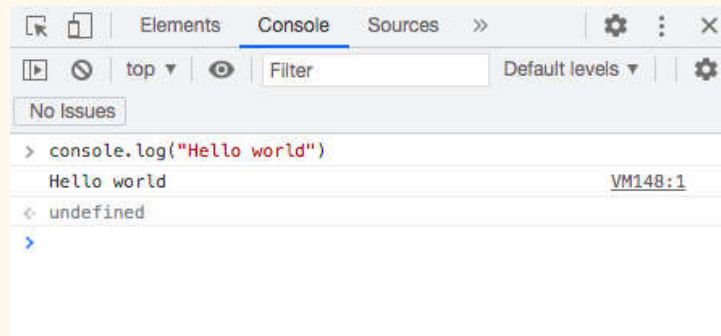 Elements Console Sources »
top ▼ Filter Default levels ▼
No Issues
> console.log("Hello world")
Hello world VM148:1
undefined
>